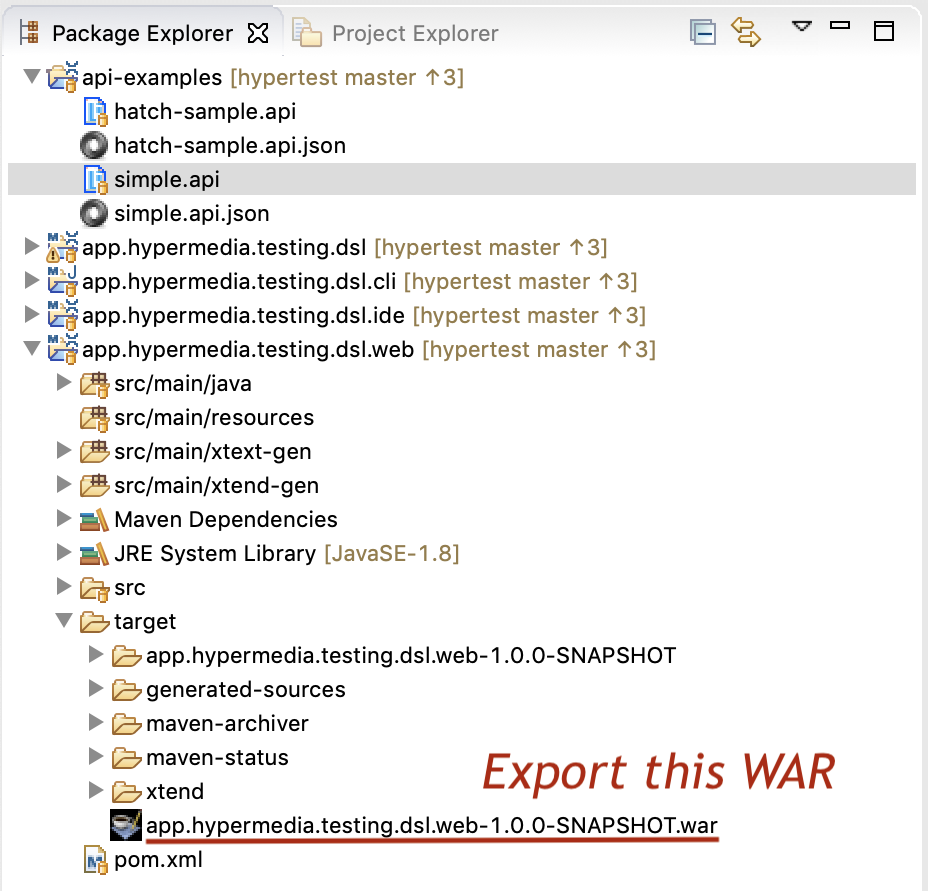 Package Explorer Project Explorer
api-examples [hypertest master ↑3]
hatch-sample.api
hatch-sample.api.json
simple.api
simple.api.json
app.hypermedia.testing.dsl [hypertest master ↑3]
app.hypermedia.testing.dsl.cli [hypertest master ↑3]
app.hypermedia.testing.dsl.ide [hypertest master ↑3]
app.hypermedia.testing.dsl.web [hypertest master ↑3]
src/main/java
src/main/resources
src/main/xtext-gen
src/main/xtend-gen
Maven Dependencies
JRE System Library [JavaSE-1.8]
src
target
app.hypermedia.testing.dsl.web-1.0.0-SNAPSHOT
generated-sources
maven-archiver
maven-status
xtend
Export this WAR
app.hypermedia.testing.dsl.web-1.0.0-SNAPSHOT.war
pom.xml